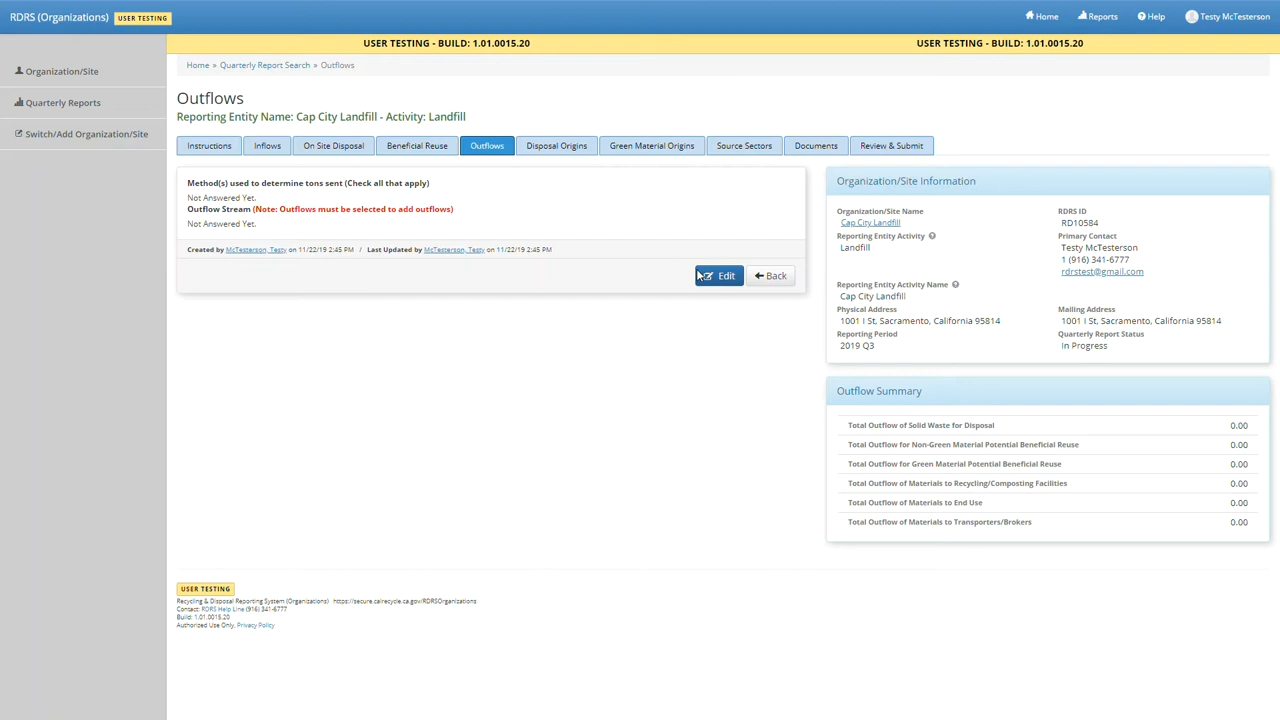 RDRS (Organizations) USER TESTING
Home Reports Help Testy McTesterson
USER TESTING - BUILD: 1.01.0015.20 USER TESTING - BUILD: 1.01.0015.20
Organization/Site
Quarterly Reports
Switch/Add Organization/Site
Home » Quarterly Report Search » Outflows
Outflows
Reporting Entity Name: Cap City Landfill - Activity: Landfill
Instructions Inflows On Site Disposal Beneficial Reuse Outflows Disposal Origins Green Material Origins Source Sectors Documents Review & Submit
Method(s) used to determine tons sent (Check all that apply)
Not Answered Yet.
Outflow Stream (Note: Outflows must be selected to add outflows)
Not Answered Yet.
Created by McTesterson, Testy on 11/22/19 2:45 PM / Last Updated by McTesterson, Testy on 11/22/19 2:45 PM
Edit Back
Organization/Site Information
Organization/Site Name
Cap City Landfill
Reporting Entity Activity
Landfill
RDRS ID
RD10584
Primary Contact
Testy McTesterson
1 (916) 341-6777
rdrstest@gmail.com
Reporting Entity Activity Name
Cap City Landfill
Physical Address
1001 I St, Sacramento, California 95814
Mailing Address
1001 I St, Sacramento, California 95814
Reporting Period
2019 Q3
Quarterly Report Status
In Progress
Outflow Summary
Total Outflow of Solid Waste for Disposal 0.00
Total Outflow for Non-Green Material Potential Beneficial Reuse 0.00
Total Outflow for Green Material Potential Beneficial Reuse 0.00
Total Outflow of Materials to Recycling/Composting Facilities 0.00
Total Outflow of Materials to End Use 0.00
Total Outflow of Materials to Transporters/Brokers 0.00
USER TESTING
Recycling & Disposal Reporting System (Organizations) https://secure.calrecycle.ca.gov/RDRSOrganizations
Contact: RDRS Help Line (916) 341-6777
Build: 1.01.0015.20
Authorized Use Only. Privacy Policy